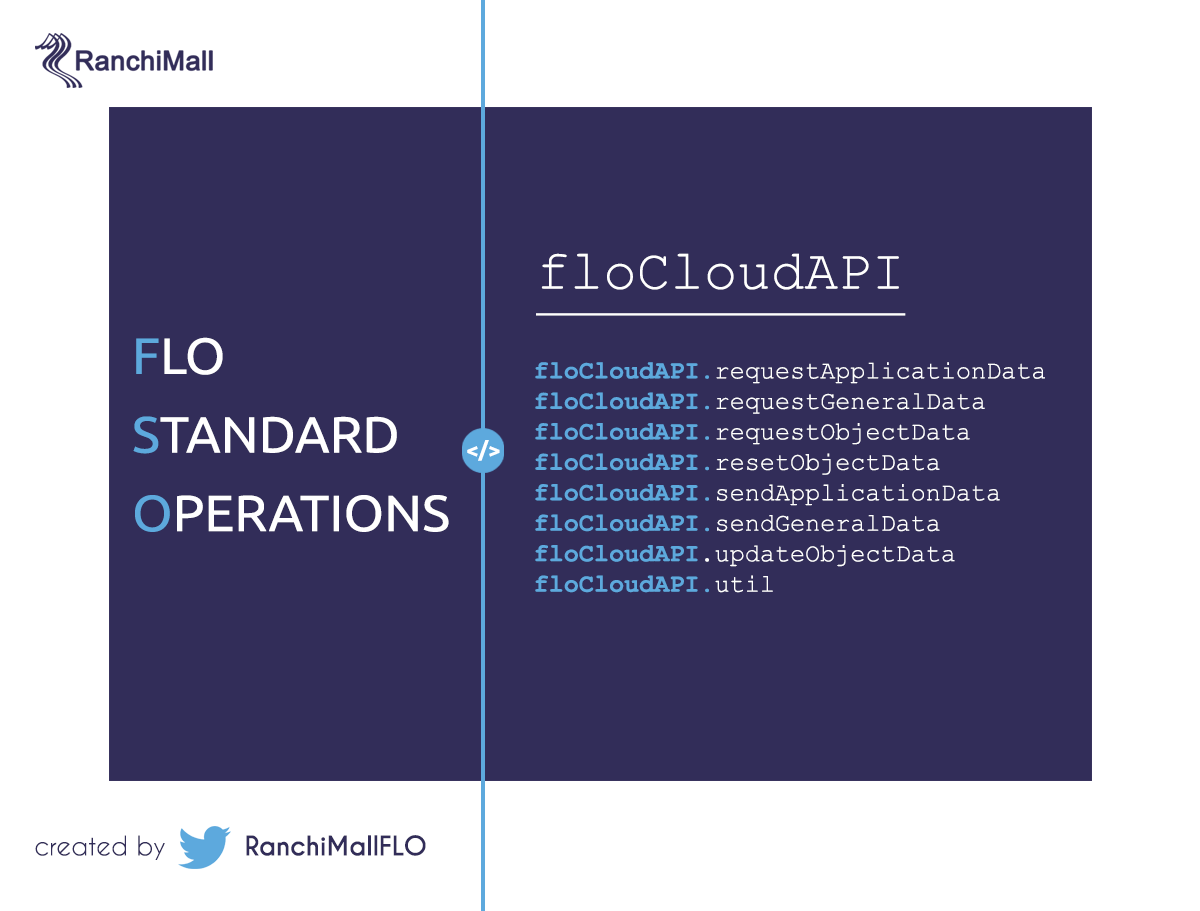 RanchiMall
FLO
STANDARD
OPERATIONS
</>
floCloudAPI
floCloudAPI.requestApplicationData
floCloudAPI.requestGeneralData
floCloudAPI.requestObjectData
floCloudAPI.resetObjectData
floCloudAPI.sendApplicationData
floCloudAPI.sendGeneralData
floCloudAPI.updateObjectData
floCloudAPI.util
created by RanchiMallFLO